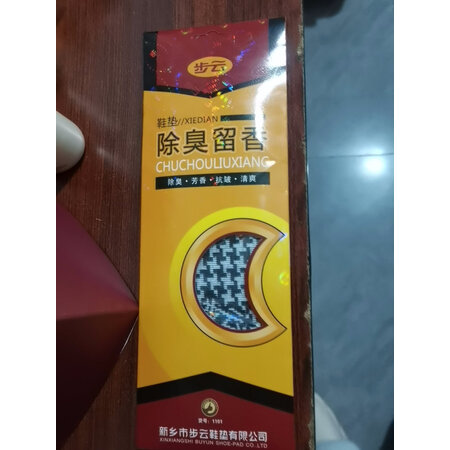 步云
鞋垫//XIEDIAN
除臭留香
CHUCHOULIUXIANG
除臭·芳香·抗皱·清爽
货号：1101
新乡市步云鞋垫有限公司
XINXIANGSHI BUYUN SHOE-PAD CO.LTD